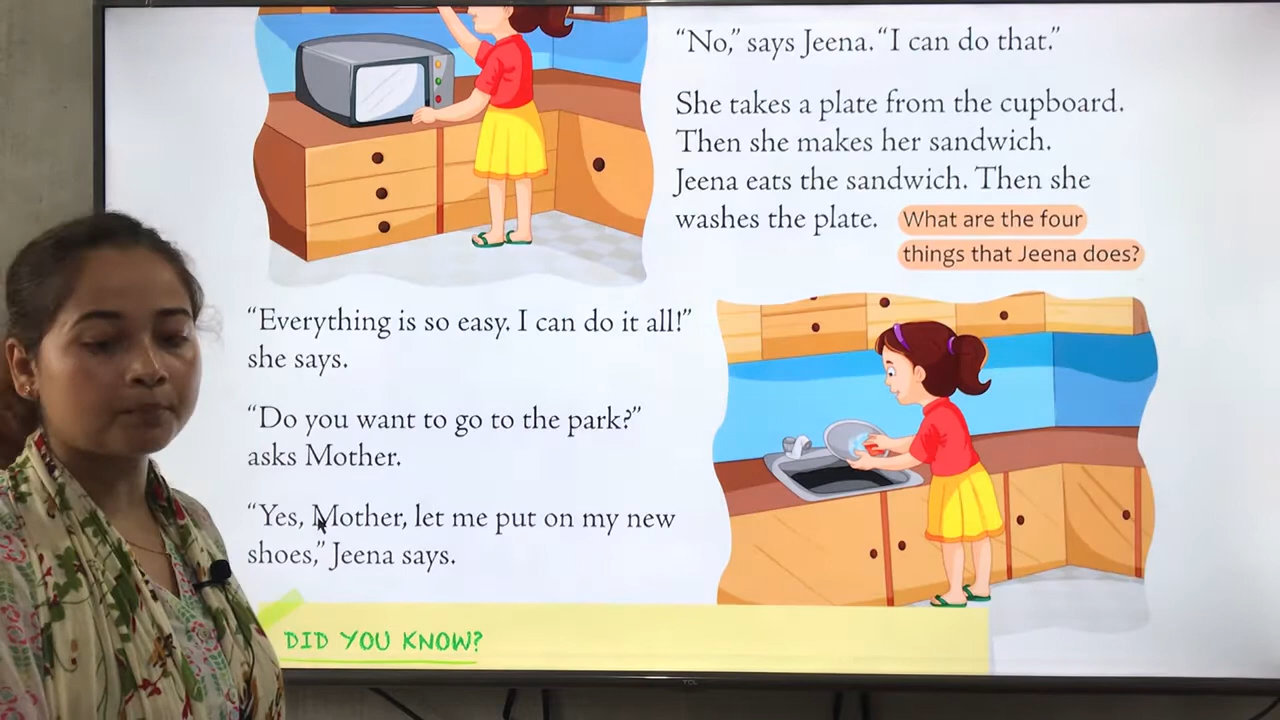 “No,” says Jeena. “I can do that.”
She takes a plate from the cupboard.
Then she makes her sandwich.
Jeena eats the sandwich. Then she
washes the plate.
What are the four
things that Jeena does?
“Everything is so easy. I can do it all!”
she says.
“Do you want to go to the park?”
asks Mother.
“Yes, Mother, let me put on my new
shoes,” Jeena says.
DID YOU KNOW?
TCL